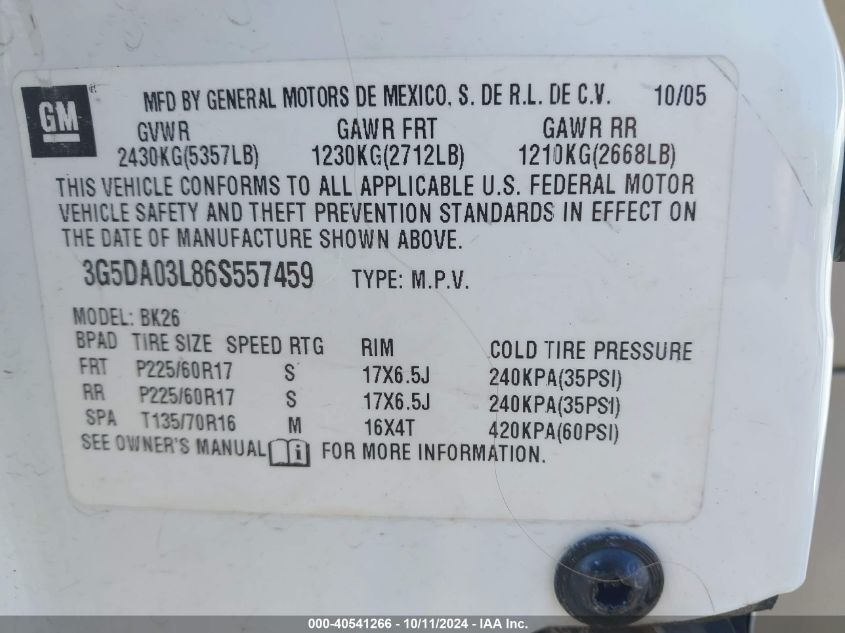 GM
MFD BY GENERAL MOTORS DE MEXICO, S. DE R.L. DE C.V. 10/05
GVWR GAWR FRT GAWR RR
2430KG(5357LB) 1230KG(2712LB) 1210KG(2668LB)
THIS VEHICLE CONFORMS TO ALL APPLICABLE U.S. FEDERAL MOTOR
VEHICLE SAFETY AND THEFT PREVENTION STANDARDS IN EFFECT ON
THE DATE OF MANUFACTURE SHOWN ABOVE.
3G5DA03L86S557459 TYPE: M.P.V.
MODEL: BK26
BPAD TIRE SIZE SPEED RTG RIM COLD TIRE PRESSURE
FRT P225/60R17 S 17X6.5J 240KPA(35PSI)
RR P225/60R17 S 17X6.5J 240KPA(35PSI)
SPA T135/70R16 M 16X4T 420KPA(60PSI)
SEE OWNER'S MANUAL FOR MORE INFORMATION.
000-40541266 - 10/11/2024 - IAA Inc.